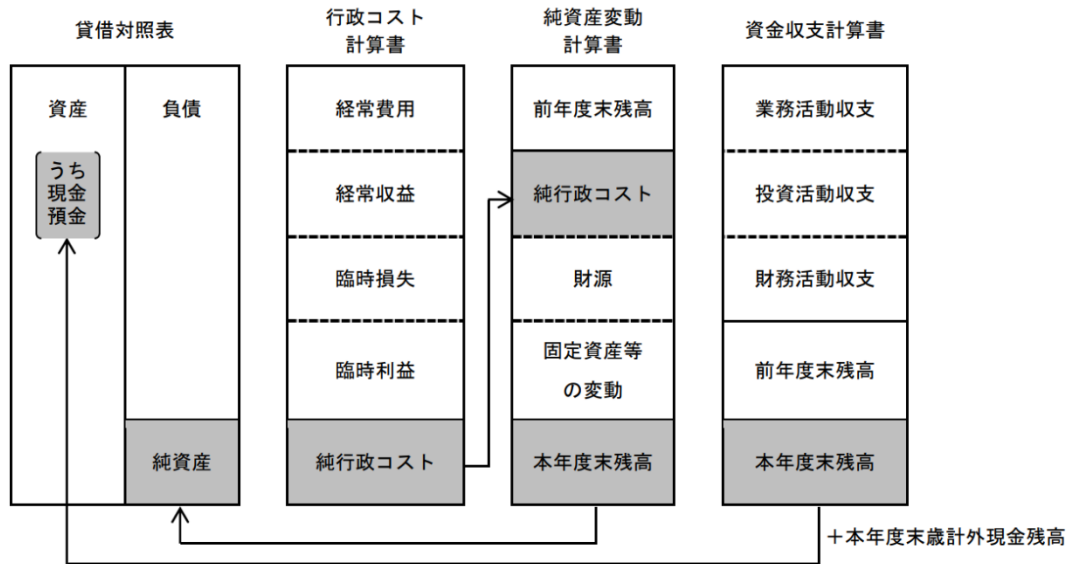 貸借対照表
資産
負債
うち
現金
預金
純資産
行政コスト
計算書
経常費用
経常収益
臨時損失
臨時利益
純行政コスト
純資産変動
計算書
前年度末残高
純行政コスト
財源
固定資産等
の変動
本年度末残高
資金収支計算書
業務活動収支
投資活動収支
財務活動収支
前年度末残高
本年度末残高
＋本年度末歳計外現金残高